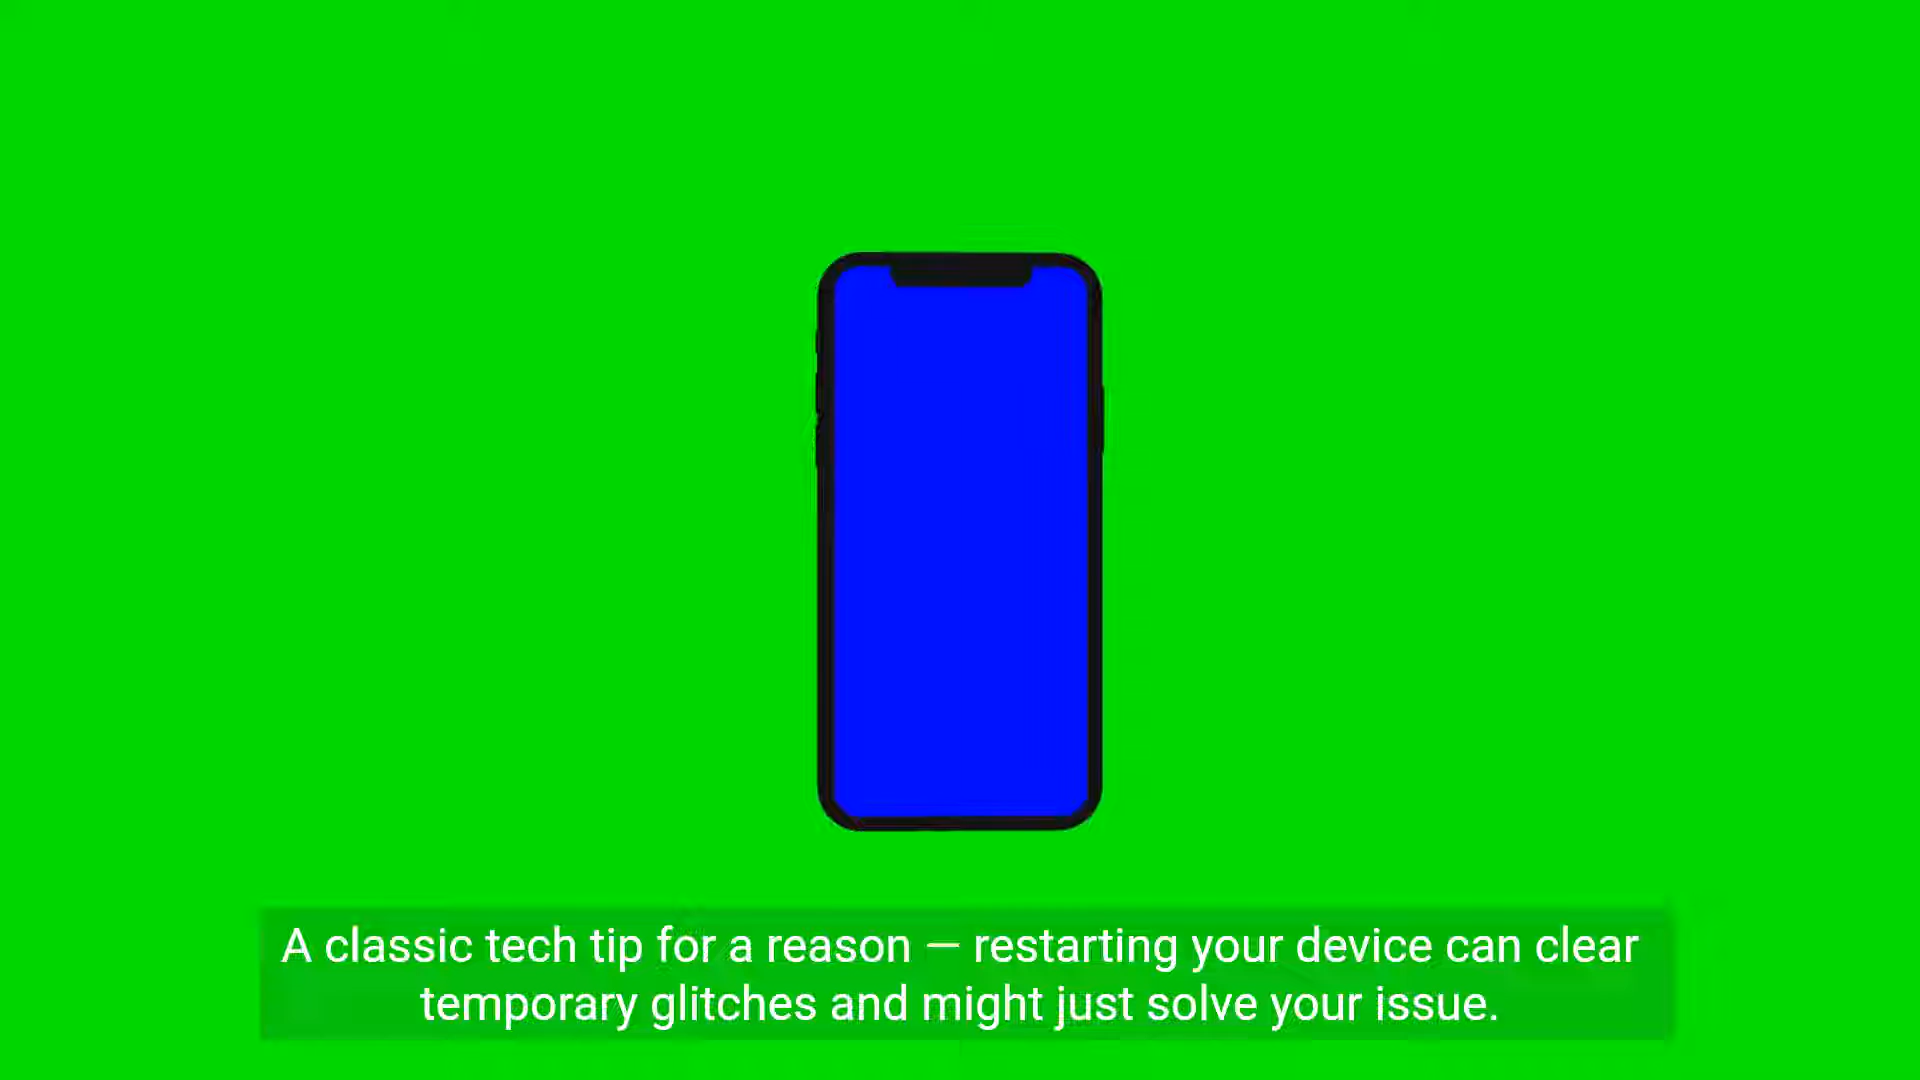 A classic tech tip for a reason — restarting your device can clear
temporary glitches and might just solve your issue.